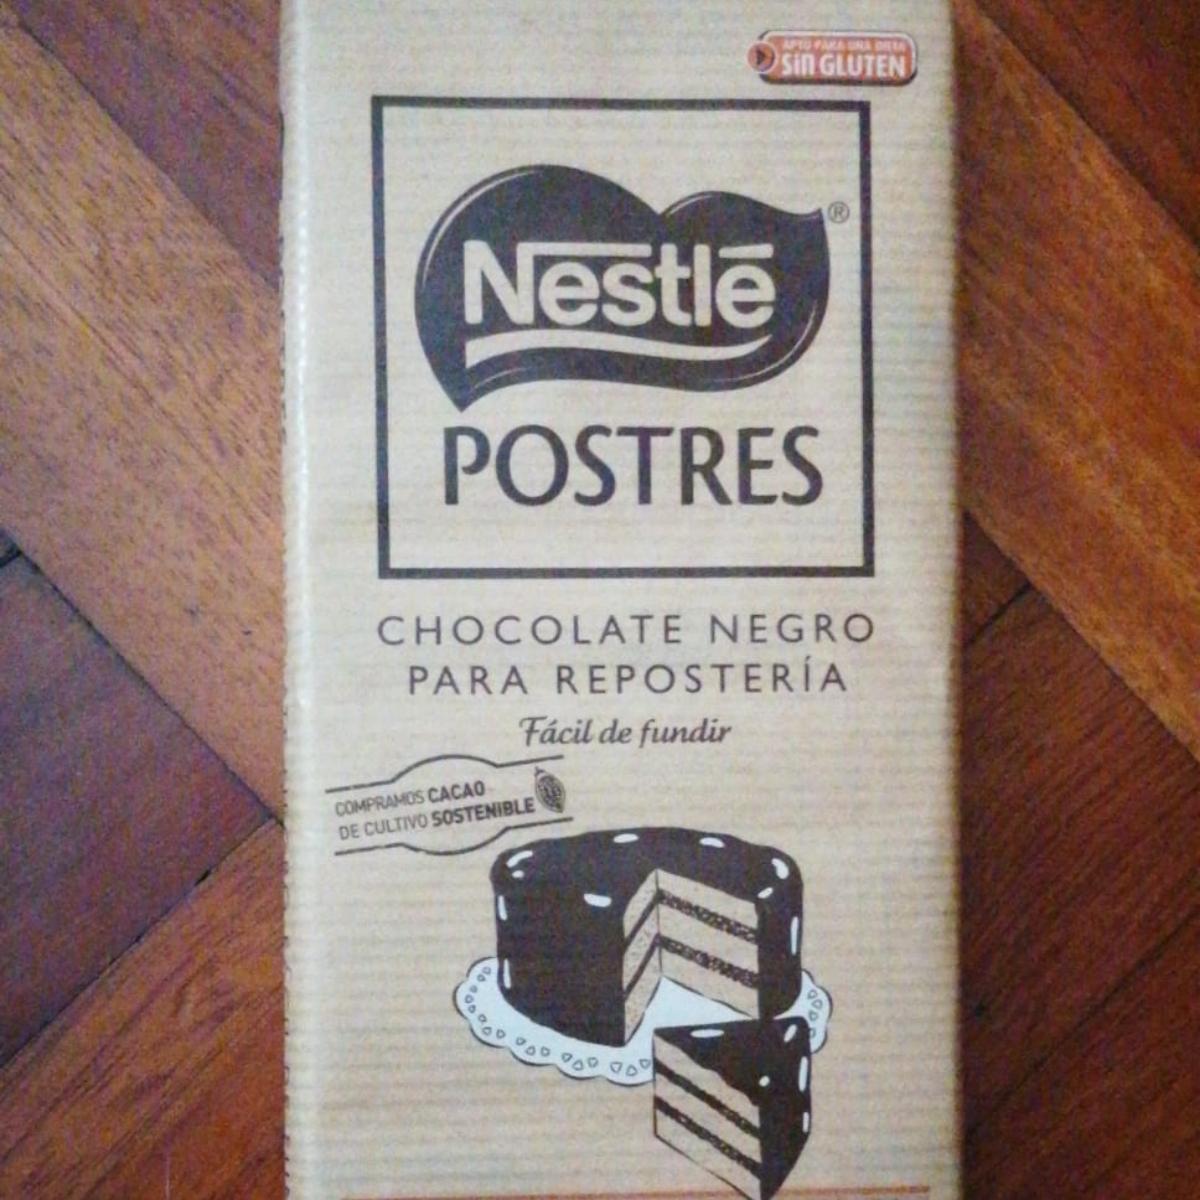 APTO PARA UNA DIETA
Sin GLUTEN
Nestlé®
POSTRES
CHOCOLATE NEGRO
PARA REPOSTERÍA
Fácil de fundir
COMPRAMOS CACAO
DE CULTIVO SOSTENIBLE